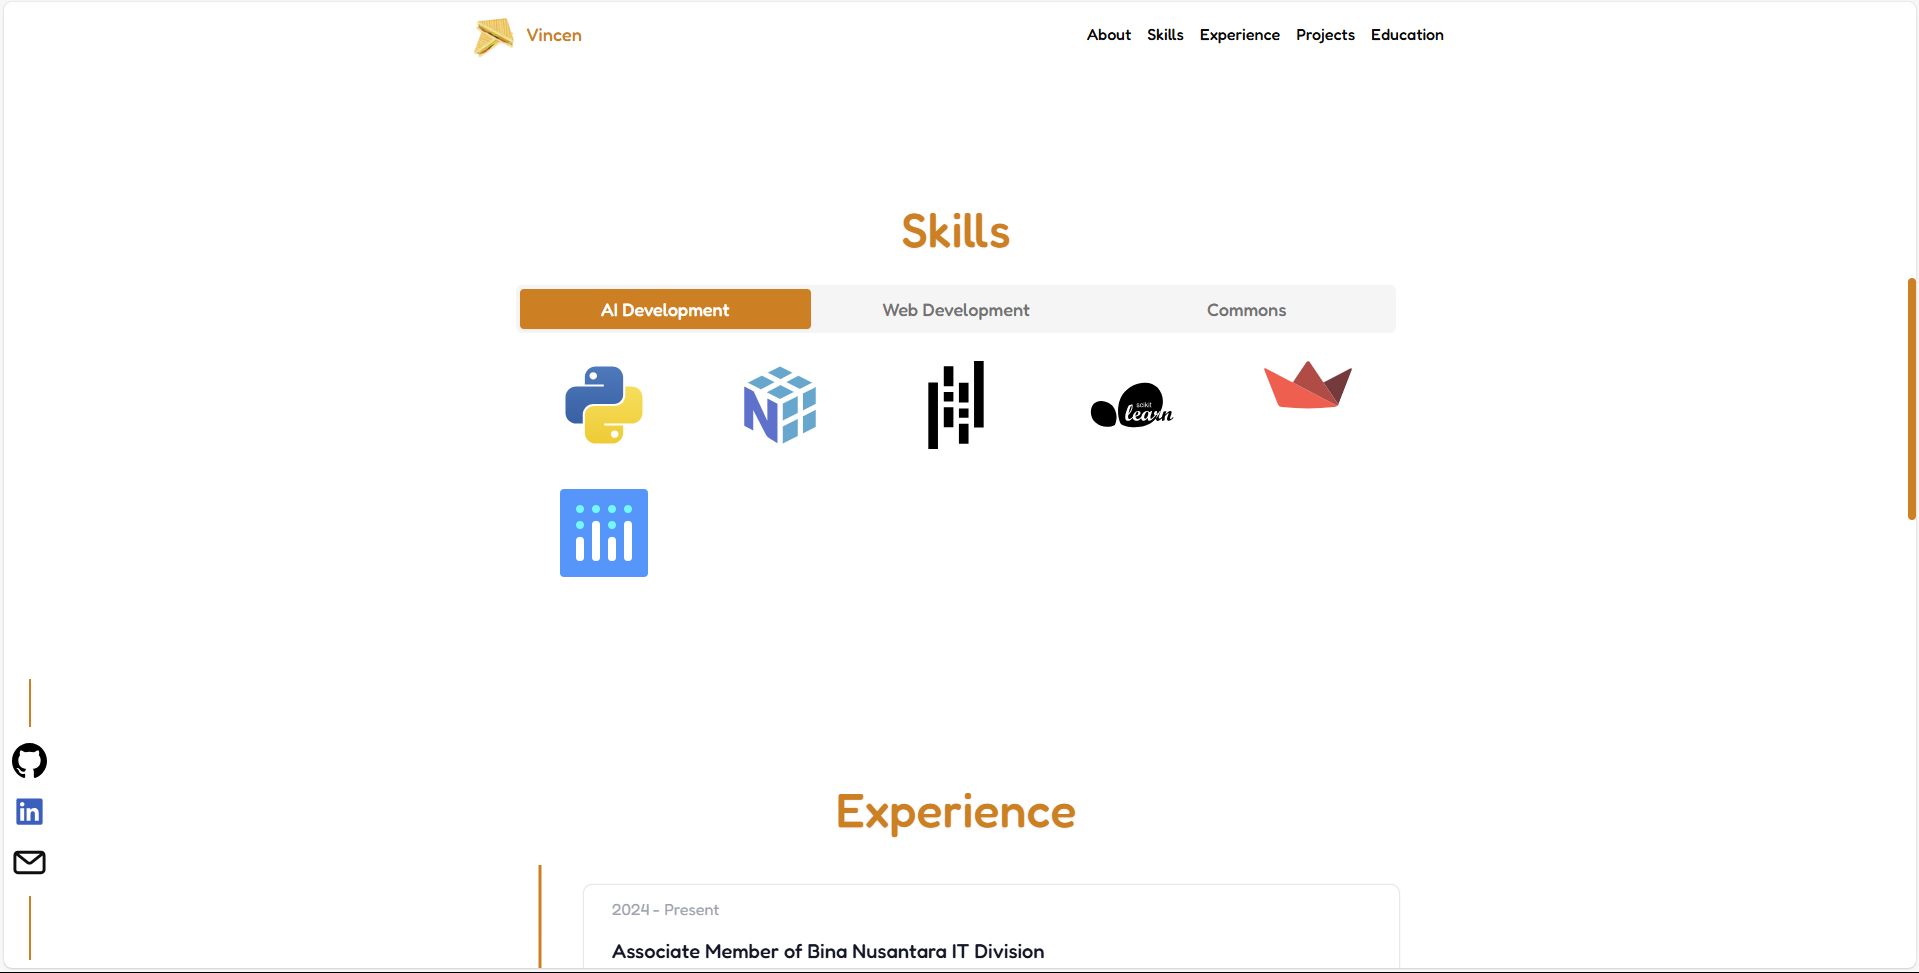 Vincen
About Skills Experience Projects Education
Skills
AI Development Web Development Commons
scikit
learn
in
Experience
2024 - Present
Associate Member of Bina Nusantara IT Division